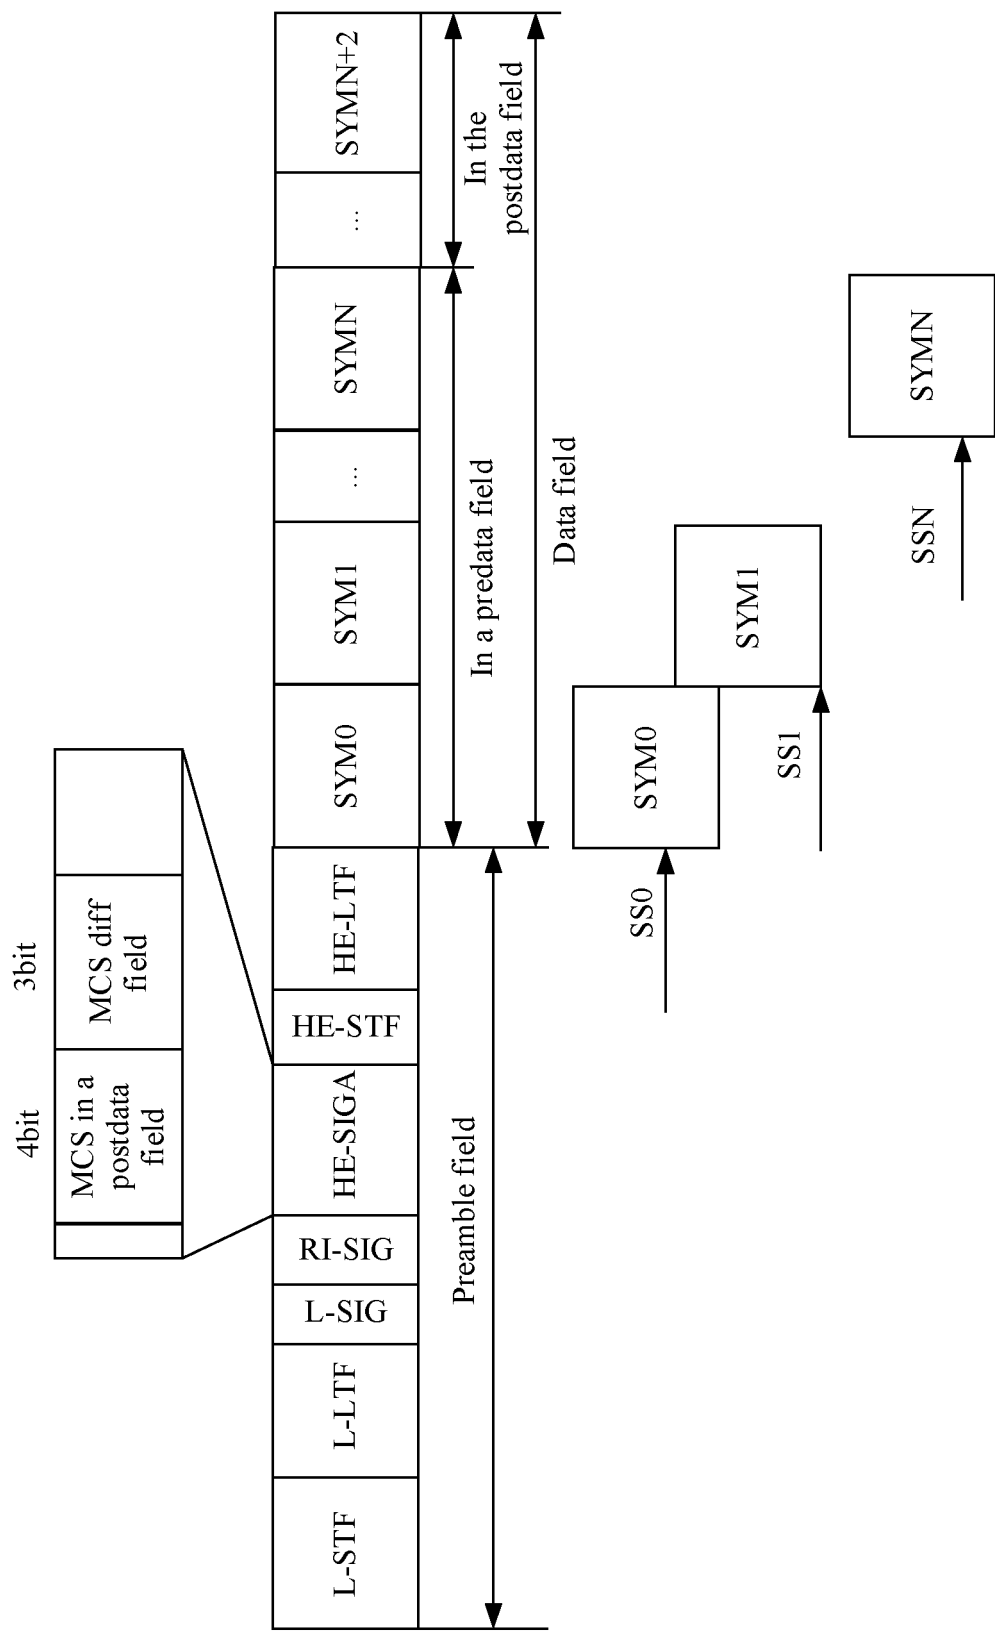 4bit
3bit
MCS in a
postdata
field
MCS diff
field
L-STF
L-LTF
L-SIG
RI-SIG
HE-SIGA
HE-STF
HE-LTF
SYM0
SYM1
...
SYMN
...
SYMN+2
Preamble field
In a predata field
In the
postdata field
Data field
SS0
SYM0
SS1
SYM1
SSN
SYMN